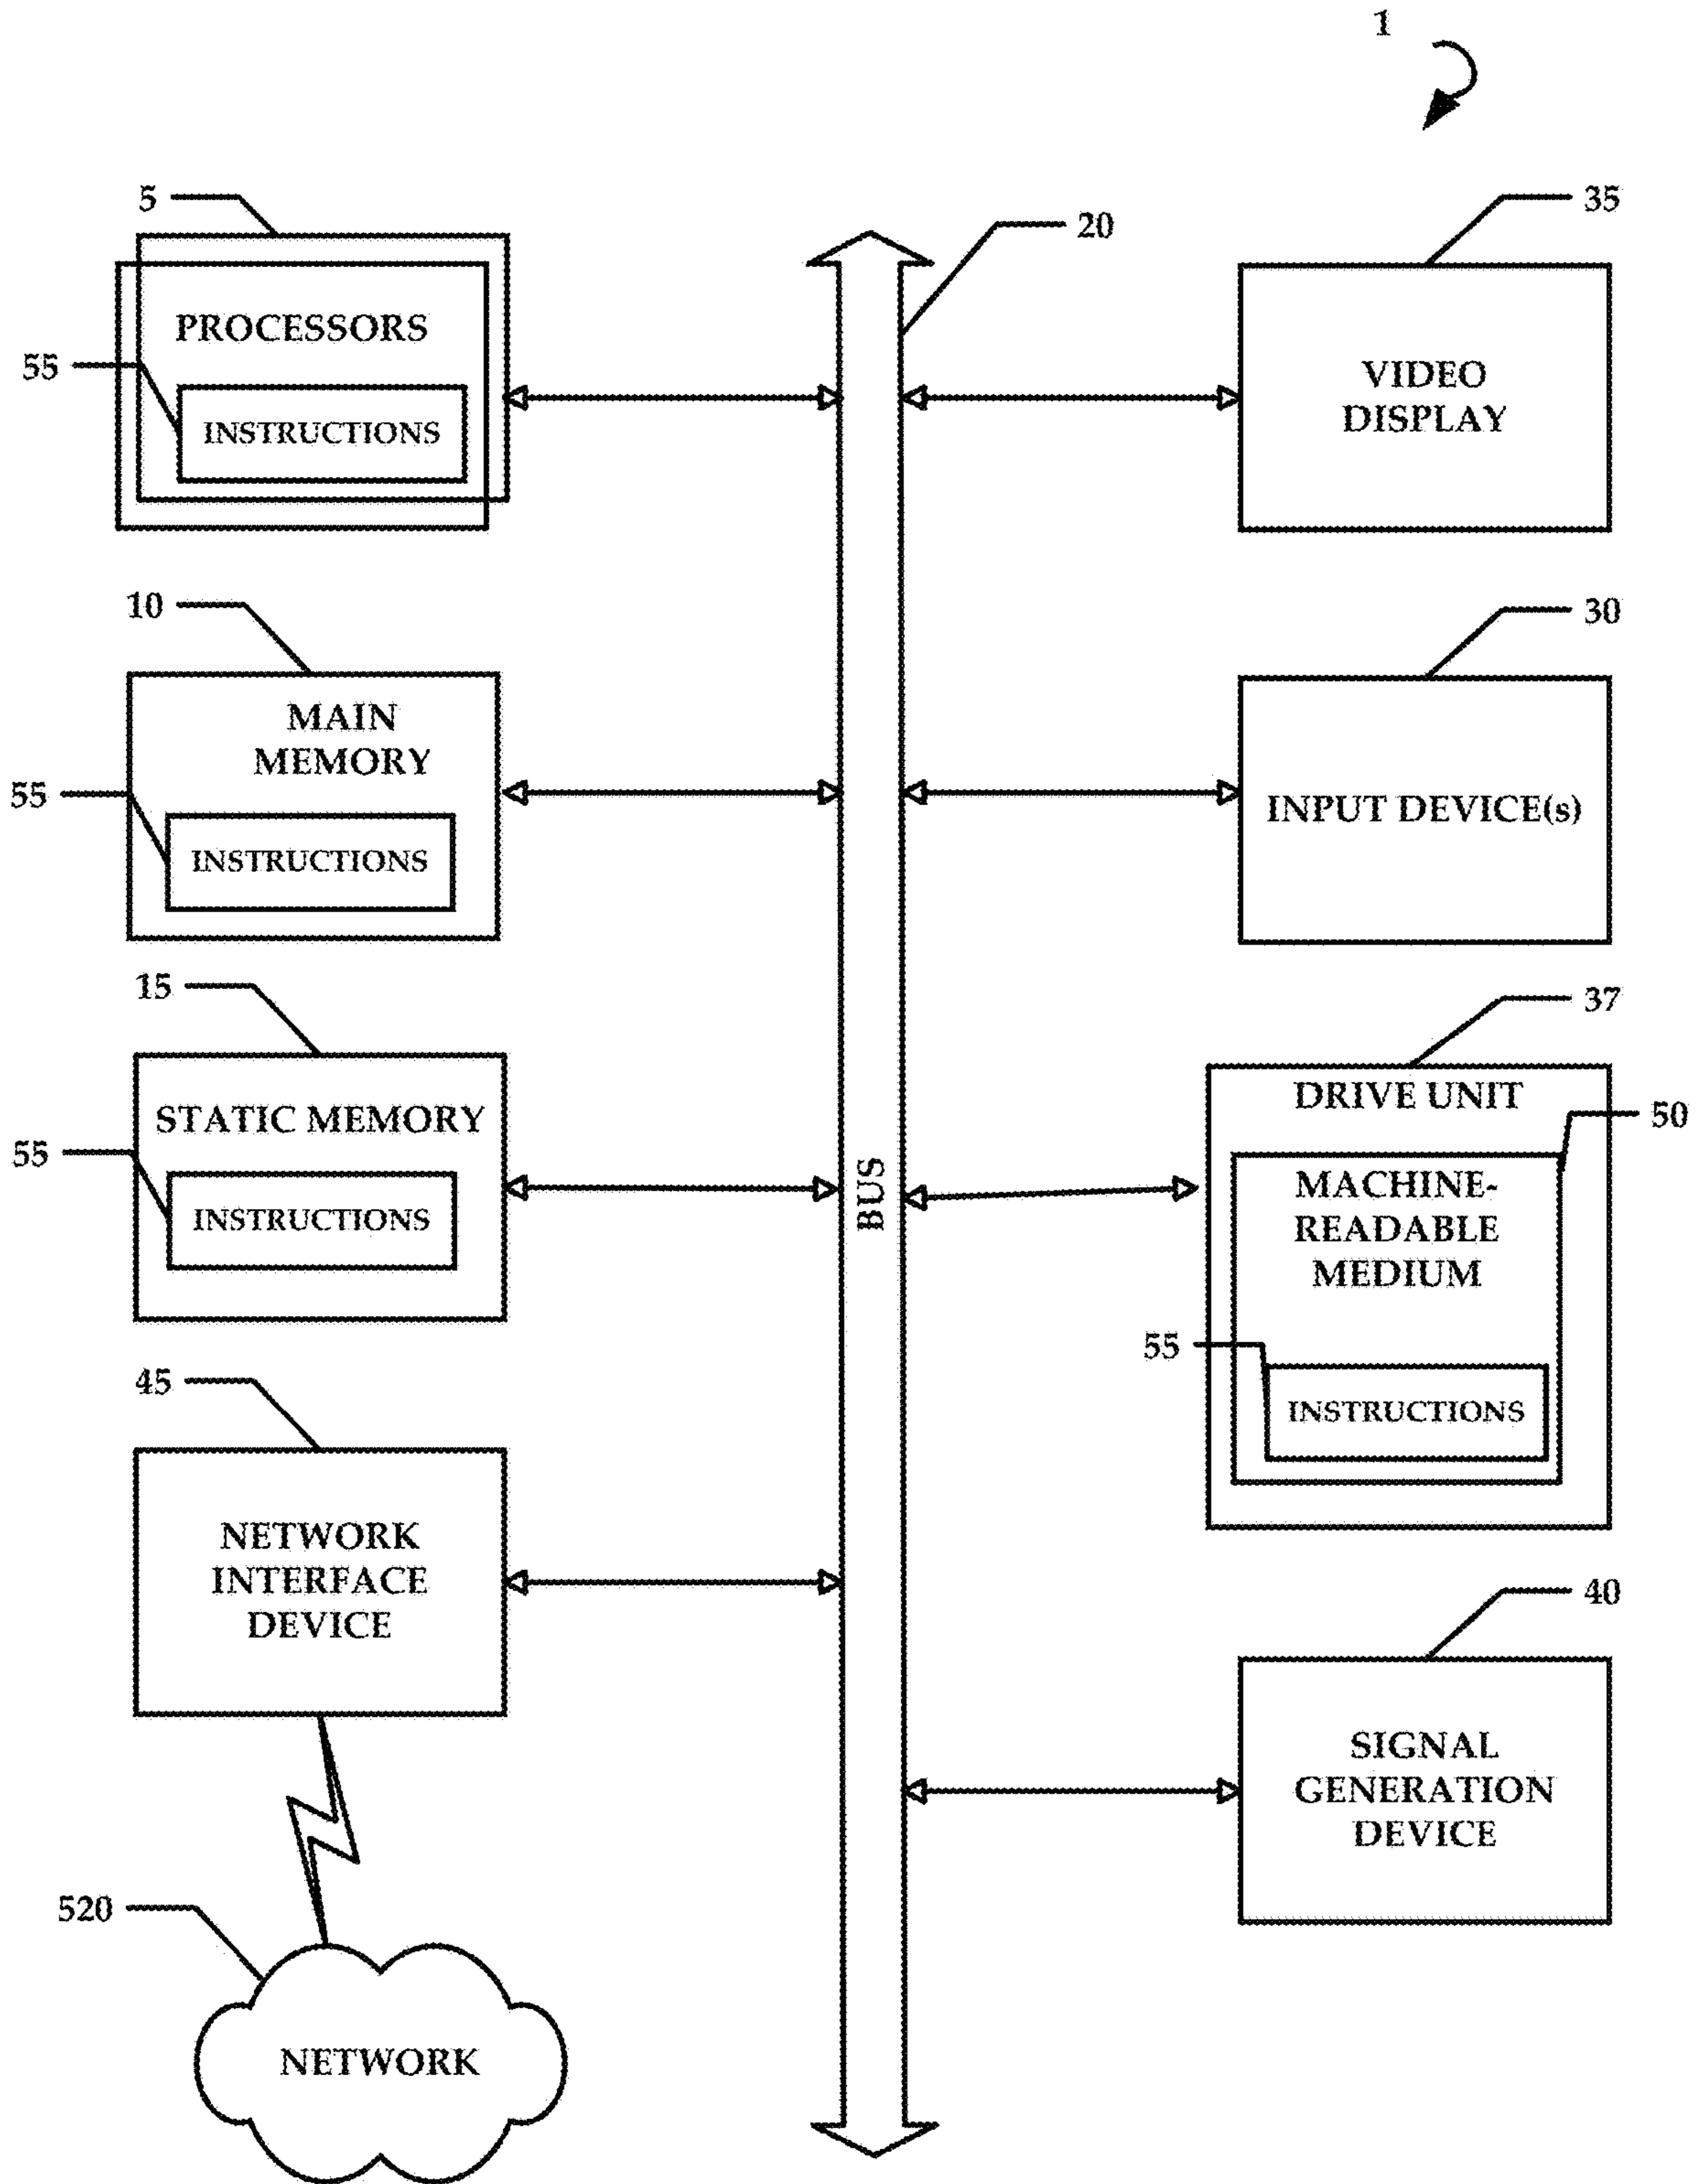 1
5
PROCESSORS
55
INSTRUCTIONS
10
MAIN
MEMORY
55
INSTRUCTIONS
15
STATIC MEMORY
55
INSTRUCTIONS
45
NETWORK
INTERFACE
DEVICE
520
NETWORK
20
BUS
35
VIDEO
DISPLAY
30
INPUT DEVICE(s)
37
DRIVE UNIT
50
MACHINE-
READABLE
MEDIUM
55
INSTRUCTIONS
40
SIGNAL
GENERATION
DEVICE